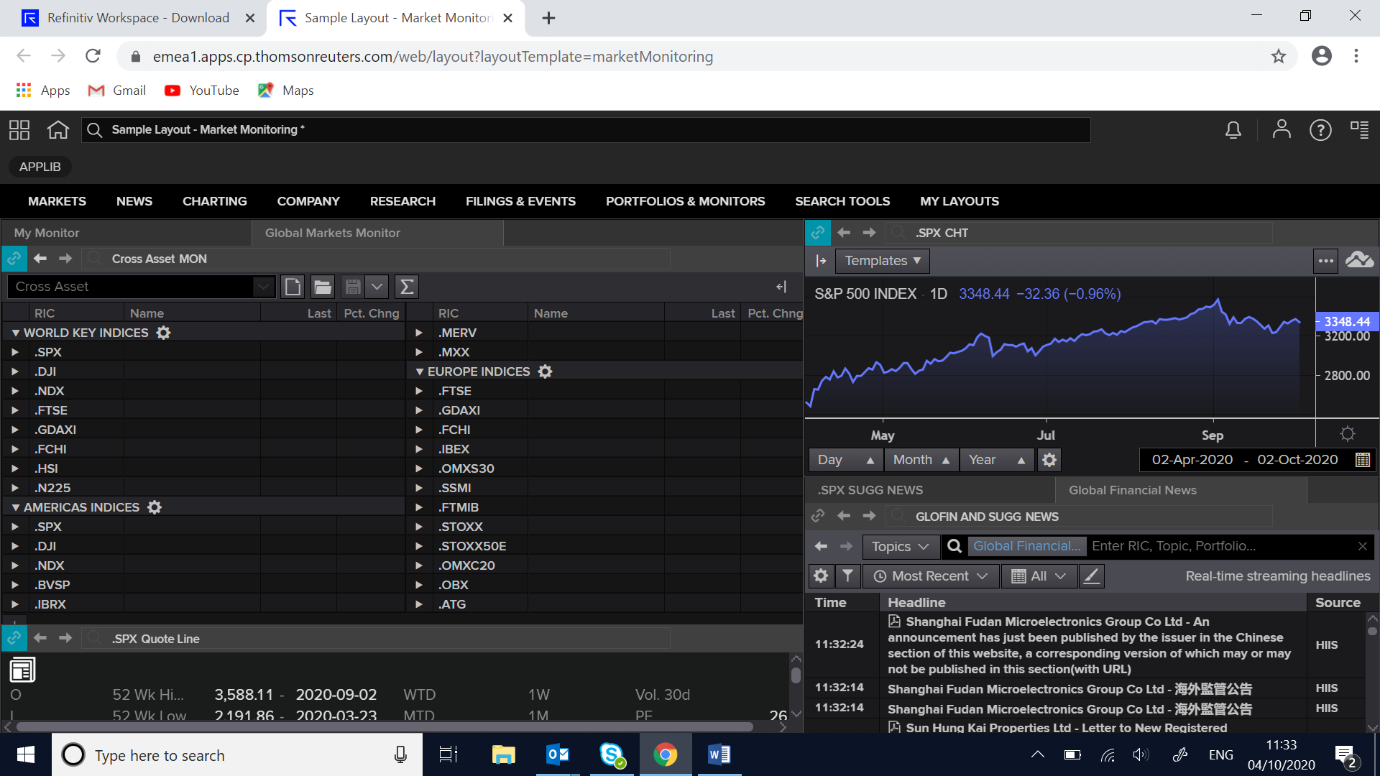 Refinitiv Workspace - Download
Sample Layout - Market Monitorin
emea1.apps.cp.thomsonreuters.com/web/layout?layoutTemplate=marketMonitoring
Apps Gmail YouTube Maps
Sample Layout - Market Monitoring *
APPLIB
MARKETS NEWS CHARTING COMPANY RESEARCH FILINGS & EVENTS PORTFOLIOS & MONITORS SEARCH TOOLS MY LAYOUTS
My Monitor Global Markets Monitor
Cross Asset MON
Cross Asset
RIC Name Last Pct. Chng
WORLD KEY INDICES
.SPX
.DJI
.NDX
.FTSE
.GDAXI
.FCHI
.HSI
.N225
AMERICAS INDICES
.SPX
.DJI
.NDX
.BVSP
.IBRX
RIC Name Last Pct. Chng
.MERV
.MXX
EUROPE INDICES
.FTSE
.GDAXI
.FCHI
.IBEX
.OMXS30
.SSMI
.FTMIB
.STOXX
.STOXX50E
.OMXC20
.OBX
.ATG
.SPX Quote Line
O 52 Wk Hi... 3,588.11 - 2020-09-02 WTD 1W Vol. 30d
L 52 Wk Low 2,191.86 - 2020-03-23 MTD 1M PE 26
.SPX CHT
Templates
S&P 500 INDEX 1D 3348.44 −32.36 (−0.96%)
3348.44
3200.00
2800.00
May Jul Sep
Day Month Year 02-Apr-2020 - 02-Oct-2020
.SPX SUGG NEWS Global Financial News
GLOFIN AND SUGG NEWS
Topics Global Financial... Enter RIC, Topic, Portfolio...
Most Recent All Real-time streaming headlines
Time Headline Source
11:32:24 Shanghai Fudan Microelectronics Group Co Ltd - An HIIS
announcement has just been published by the issuer in the Chinese
section of this website, a corresponding version of which may or may
not be published in this section(with URL)
11:32:14 Shanghai Fudan Microelectronics Group Co Ltd - 海外監管公告 HIIS
11:32:14 Shanghai Fudan Microelectronics Group Co Ltd - 海外監管公告 HIIS
Sun Hung Kai Properties Ltd - Letter to New Registered
Type here to search
ENG
11:33
04/10/2020
2